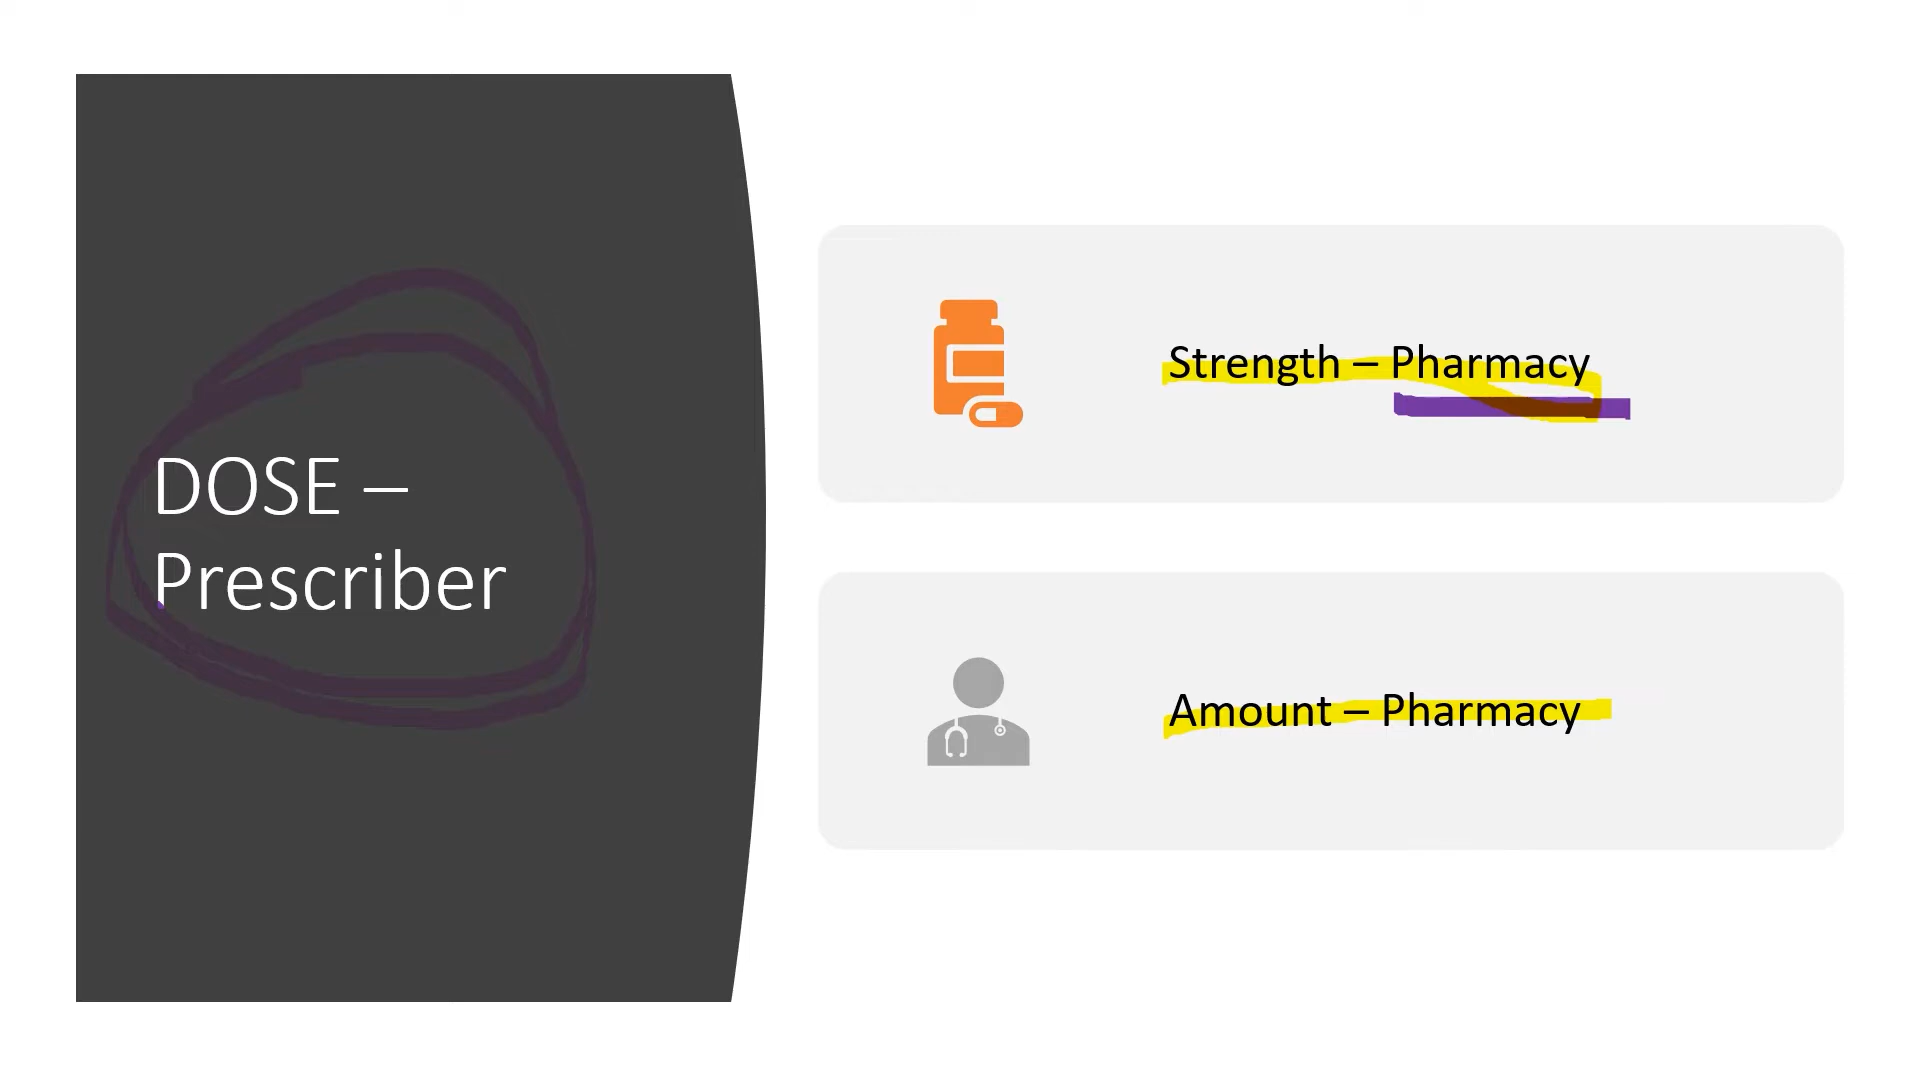 DOSE –
Prescriber
Strength – Pharmacy
Amount – Pharmacy